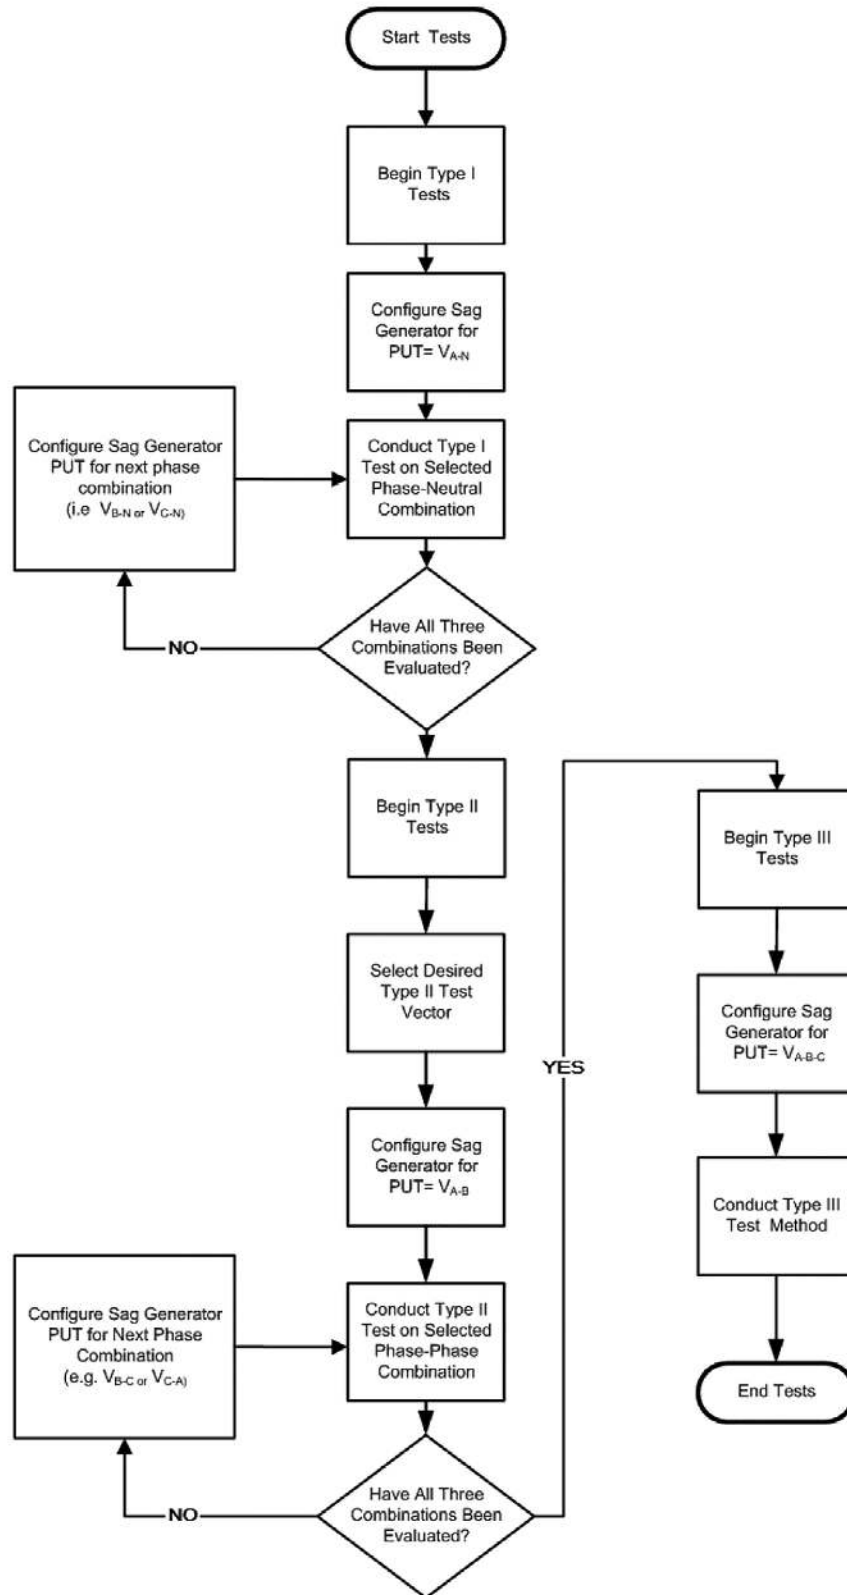 Start Tests
Begin Type I
Tests
Configure Sag
Generator for
PUT= VA-N
Configure Sag Generator
PUT for next phase
combination
(i.e VB-N or VC-N)
Conduct Type I
Test on Selected
Phase-Neutral
Combination
Have All Three
Combinations Been
Evaluated?
NO
Begin Type II
Tests
Select Desired
Type II Test
Vector
Configure Sag
Generator for
PUT= VA-B
Configure Sag Generator
PUT for Next Phase
Combination
(e.g. VB-C or VC-A)
Conduct Type II
Test on Selected
Phase-Phase
Combination
Have All Three
Combinations Been
Evaluated?
NO
YES
Begin Type III
Tests
Configure Sag
Generator for
PUT= VA-B-C
Conduct Type III
Test Method
End Tests